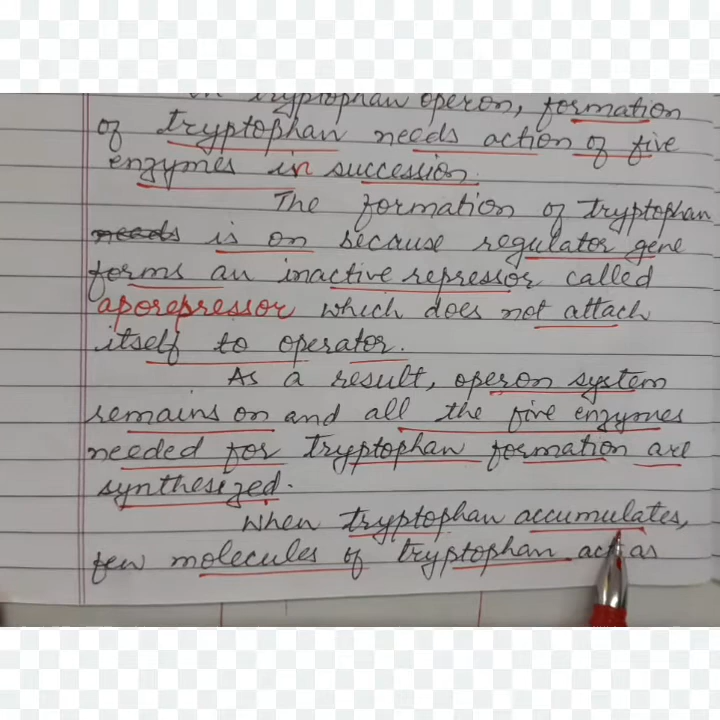 In tryptophan operon, formation
of tryptophan needs action of five
enzymes in succession.
The formation of tryptophan
needs is on because regulator gene
forms an inactive repressor called
aporepressor which does not attach
itself to operator.
As a result, operon system
remains on and all the five enzymes
needed for tryptophan formation are
synthesized.
When tryptophan accumulates,
few molecules of tryptophan act as